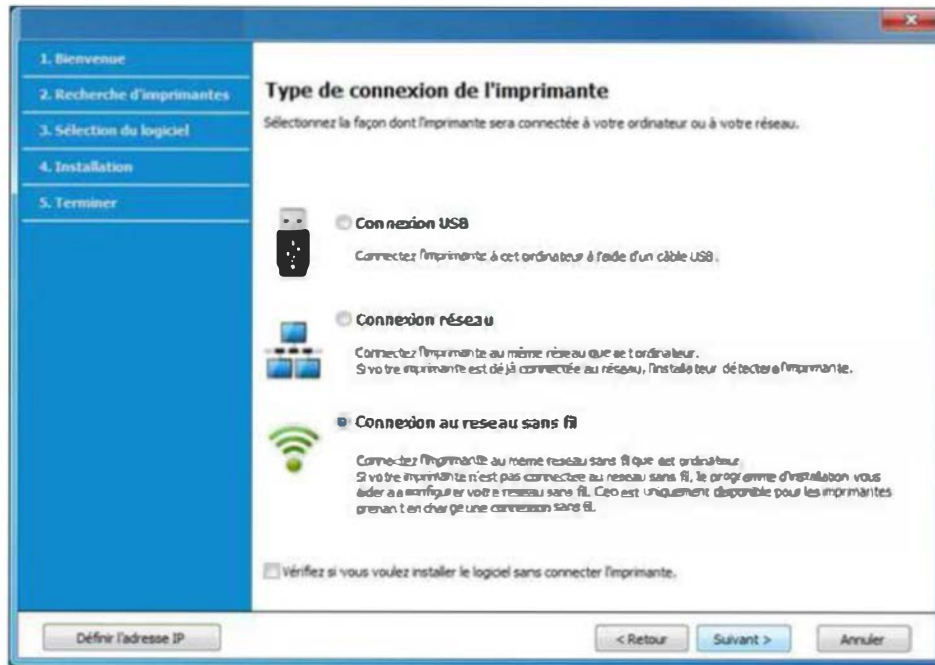 1. Bienvenue
2. Recherche d'imprimantes
3. Sélection du logiciel
4. Installation
5. Terminer
Type de connexion de l'imprimante
Sélectionnez la façon dont l'imprimante sera connectée à votre ordinateur ou à votre réseau.
Connexion USB
Connectez l'imprimante à cet ordinateur à l'aide d'un câble USB.
Connexion réseau
Connectez l'imprimante au même réseau que cet ordinateur.
Si votre imprimante est déjà connectée au réseau, l'installateur détectera l'imprimante.
Connexion au reseau sans fil
Connectez l'imprimante au meme reseau sans fil que cet ordinateur
Si votre imprimante n'est pas connectee au reseau sans fil, le programme d'installation vous
aidera a configurer votre reseau sans fil. Ceci est uniquement disponible pour les imprimantes
prenant en charge une connexion sans fil.
Vérifiez si vous voulez installer le logiciel sans connecter l'imprimante.
Définir l'adresse IP
< Retour
Suivant >
Annuler